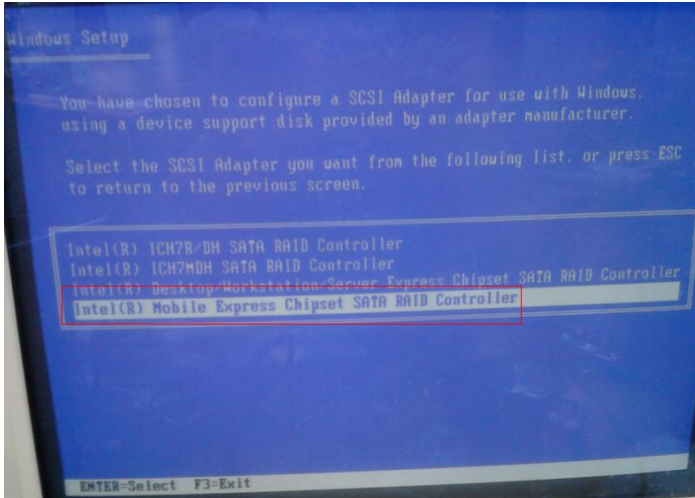 Windows Setup
You have chosen to configure a SCSI Adapter for use with Windows,
using a device support disk provided by an adapter manufacturer.
Select the SCSI Adapter you want from the following list, or press ESC
to return to the previous screen.
Intel(R) ICH7R/DH SATA RAID Controller
Intel(R) ICH7MDH SATA RAID Controller
Intel(R) Desktop/Workstation/Server Express Chipset SATA RAID Controller
Intel(R) Mobile Express Chipset SATA RAID Controller
ENTER=Select F3=Exit